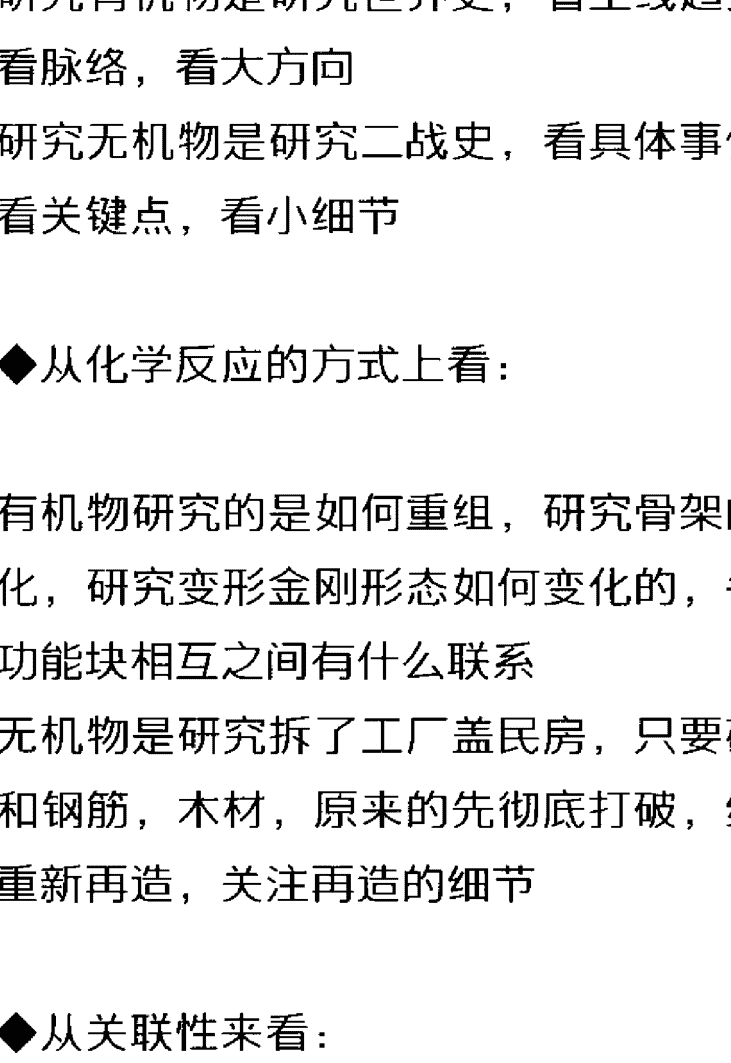 研究有机物是研究世界史，看主线趋
看脉络，看大方向
研究无机物是研究二战史，看具体事
看关键点，看小细节
◆从化学反应的方式上看：
有机物研究的是如何重组，研究骨架
化，研究变形金刚形态如何变化的，
功能块相互之间有什么联系
无机物是研究拆了工厂盖民房，只要
和钢筋，木材，原来的先彻底打破，
重新再造，关注再造的细节
◆从关联性来看：